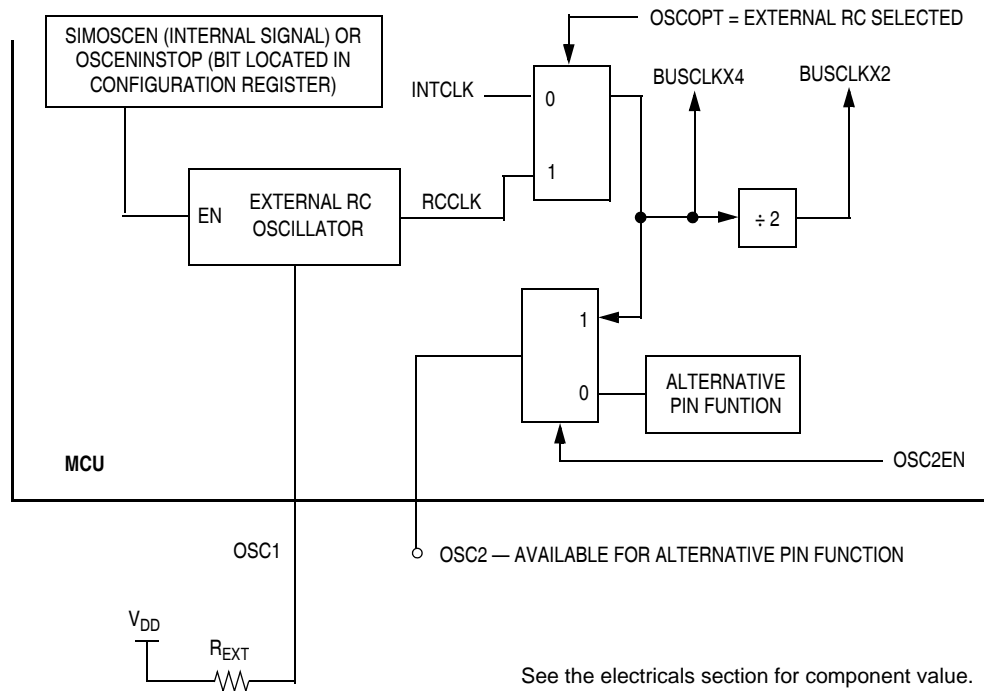 SIMOSCEN (INTERNAL SIGNAL) OR
OSCENINSTOP (BIT LOCATED IN
CONFIGURATION REGISTER)
OSCOPT = EXTERNAL RC SELECTED
INTCLK
0
1
BUSCLKX4
BUSCLKX2
EN
EXTERNAL RC
OSCILLATOR
RCCLK
÷ 2
1
0
ALTERNATIVE
PIN FUNTION
MCU
OSC2EN
OSC1
OSC2 — AVAILABLE FOR ALTERNATIVE PIN FUNCTION
VDD
REXT
See the electricals section for component value.